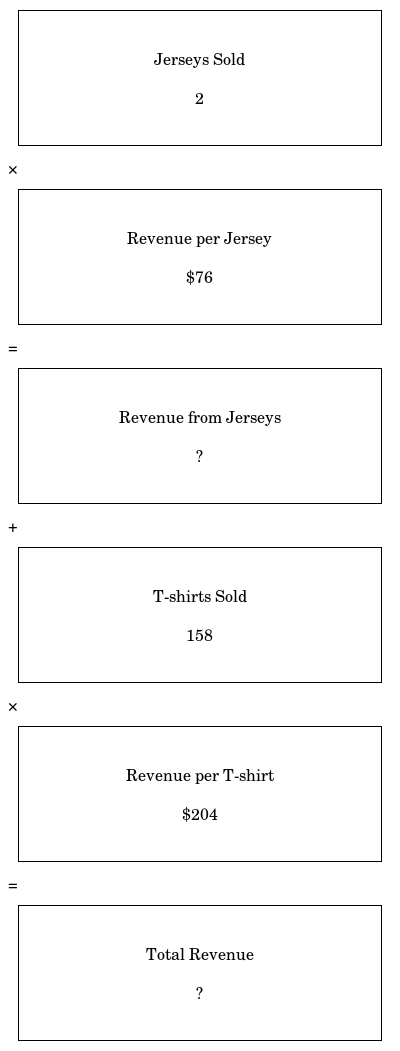 Jerseys Sold
2
×
Revenue per Jersey
$76
=
Revenue from Jerseys
?
+
T-shirts Sold
158
×
Revenue per T-shirt
$204
=
Total Revenue
?